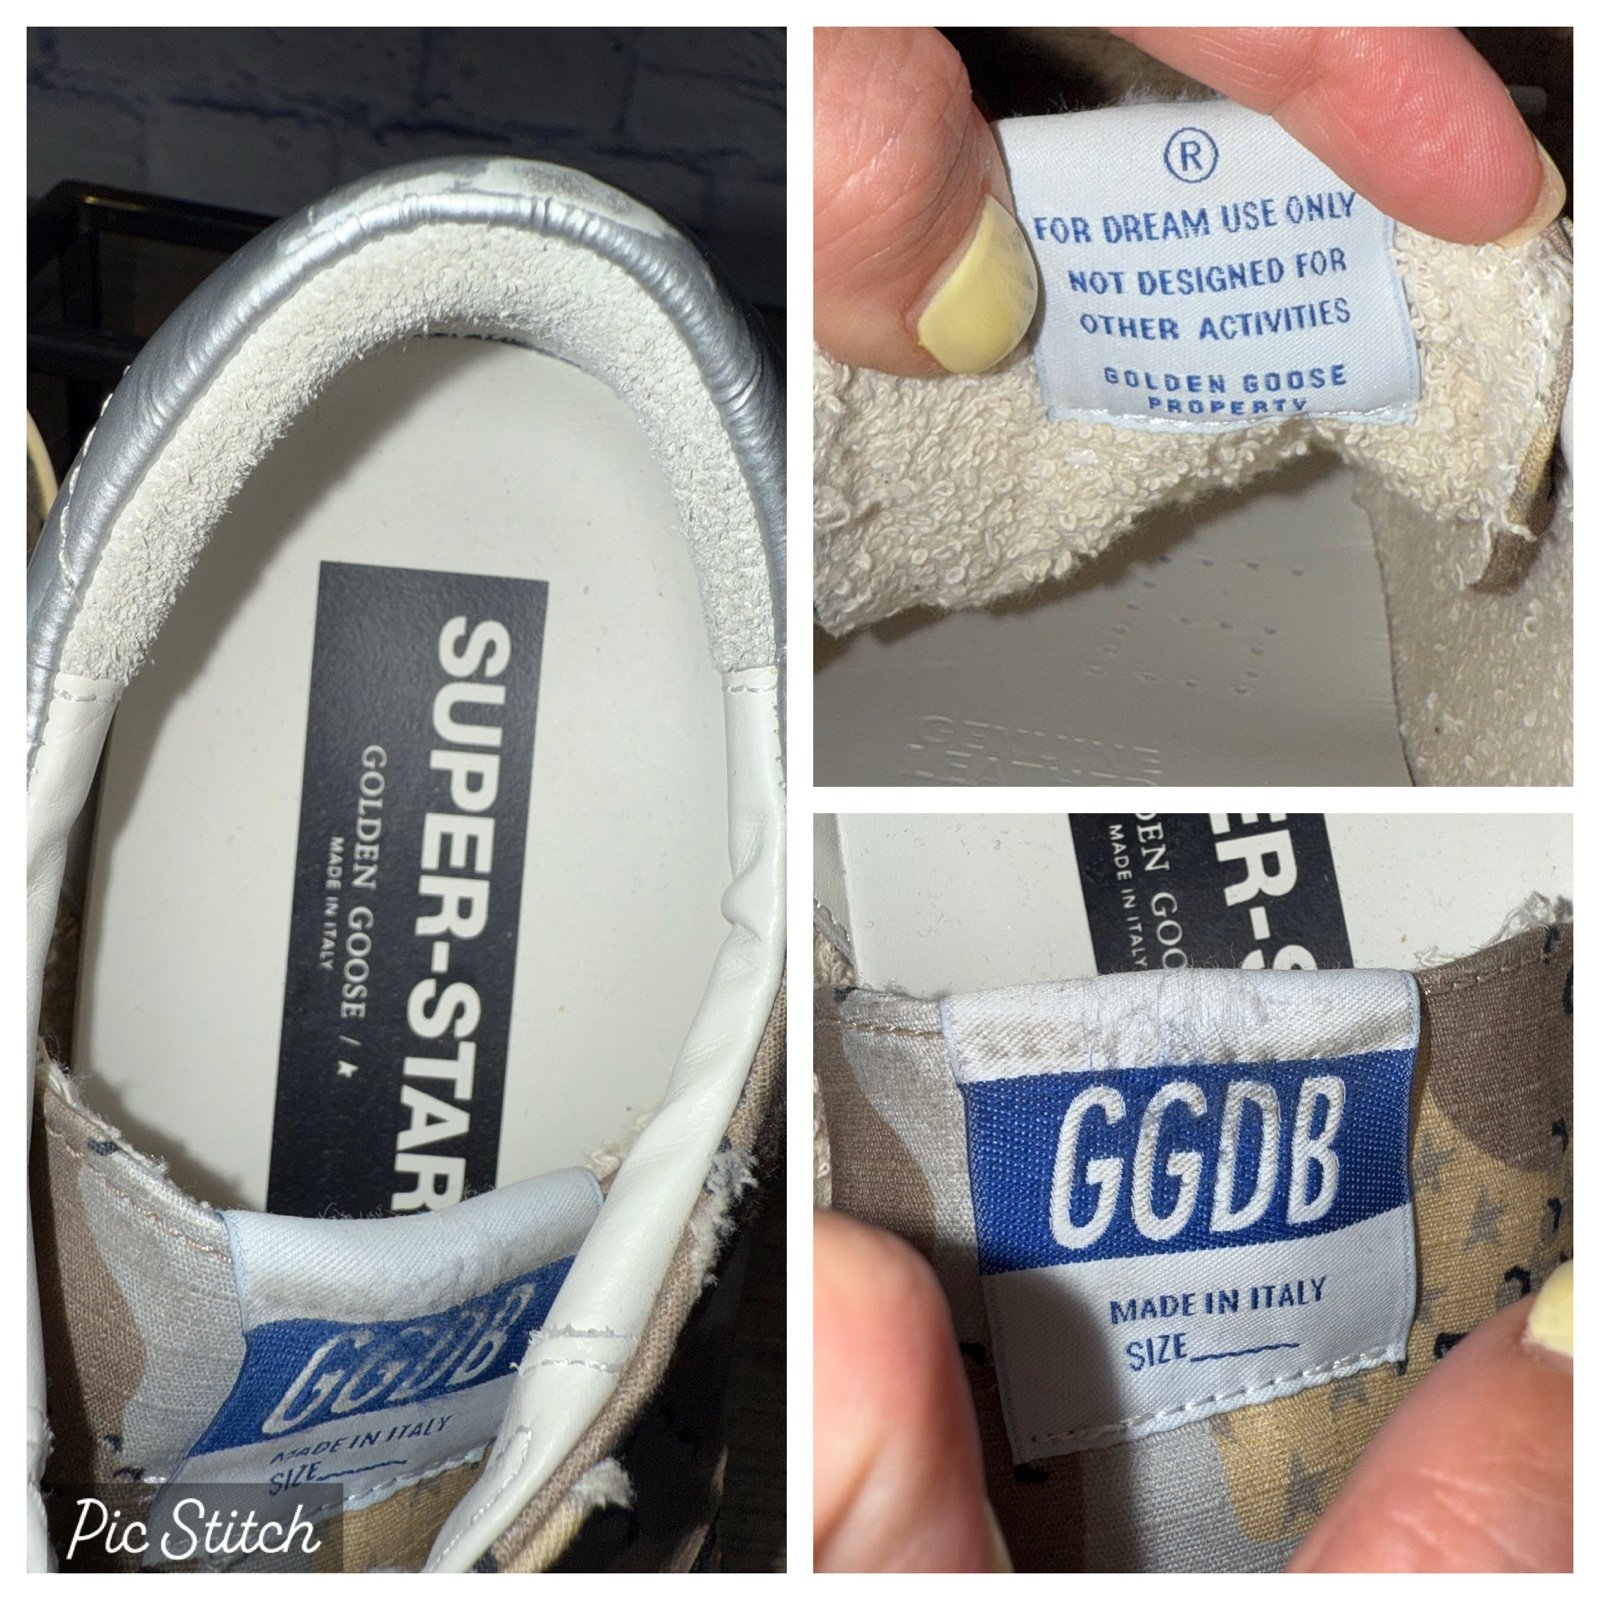 SUPER-STAR
GOLDEN GOOSE /
MADE IN ITALY
GGDB
MADE IN ITALY
SIZE
Pic Stitch
®
FOR DREAM USE ONLY
NOT DESIGNED FOR
OTHER ACTIVITIES
GOLDEN GOOSE
PROPERTY
GGDB
MADE IN ITALY
SIZE